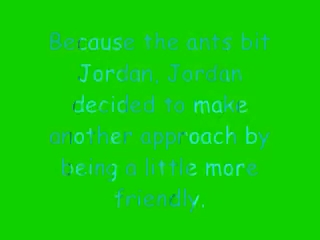 Because the ants bit
Jordan, Jordan
decided to make
another approach by
being a little more
friendly.